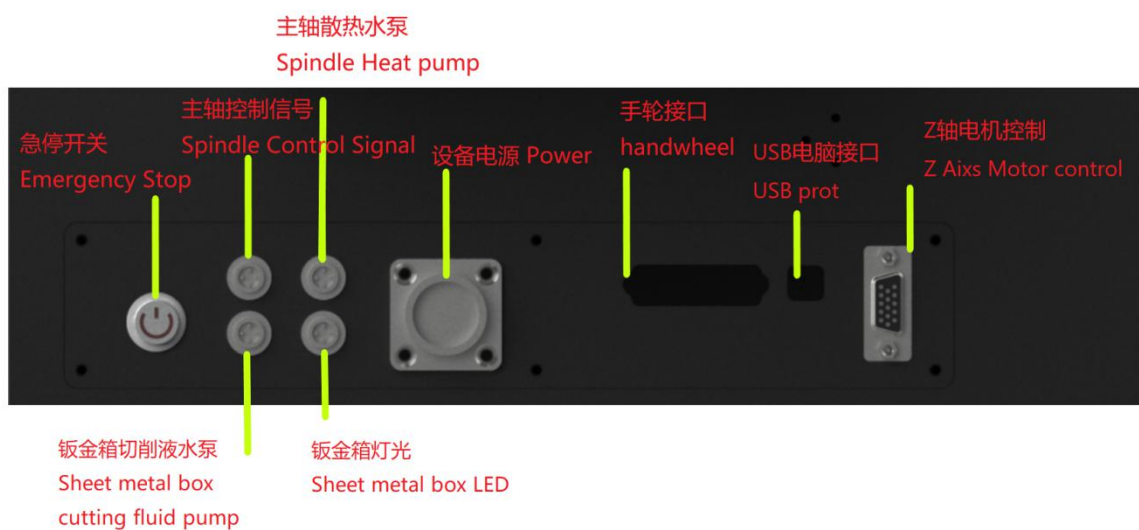 主轴散热水泵
Spindle Heat pump
主轴控制信号
Spindle Control Signal
急停开关
Emergency Stop
设备电源 Power
手轮接口
handwheel
USB电脑接口
USB prot
Z轴电机控制
Z Aixs Motor control
钣金箱切削液水泵
Sheet metal box
cutting fluid pump
钣金箱灯光
Sheet metal box LED